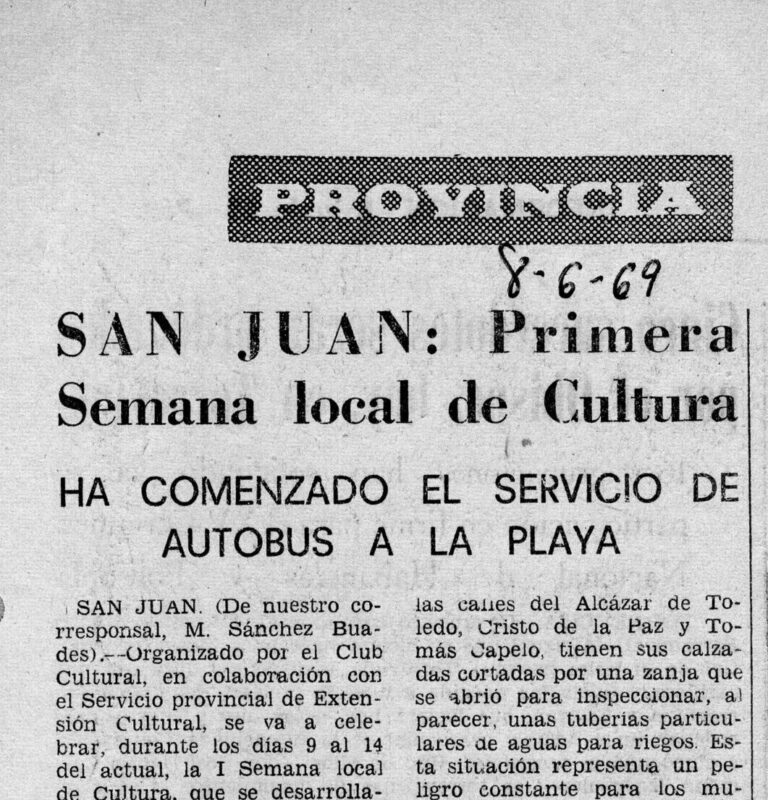 PROVINCIA
8-6-69
SAN JUAN: Primera
Semana local de Cultura
HA COMENZADO EL SERVICIO DE
AUTOBUS A LA PLAYA
SAN JUAN. (De nuestro co-
rresponsal, M. Sánchez Bua-
des).--Organizado por el Club
Cultural, en colaboración con
el Servicio provincial de Exten-
sión Cultural, se va a cele-
brar, durante los días 9 al 14
del actual, la I Semana local
de Cultura, que se desarrolla-
las calles del Alcázar de To-
ledo, Cristo de la Paz y To-
más Capelo, tienen sus calza-
das cortadas por una zanja que
se abrió para inspeccionar, al
parecer, unas tuberías particu-
lares de aguas para riegos. Es-
ta situación representa un pe-
ligro constante para los mu-